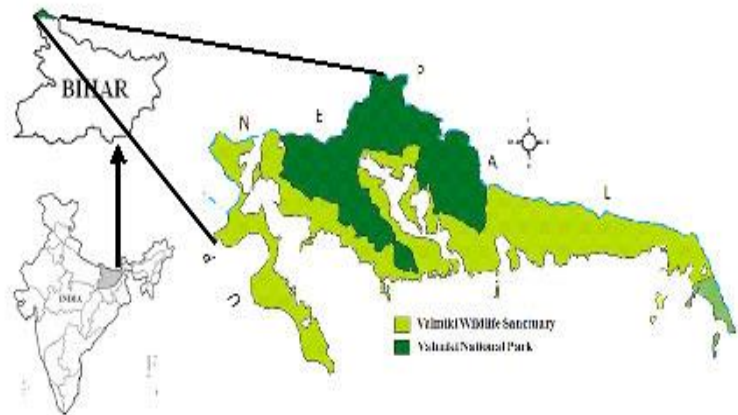 BIHAR
N E P A L
INDIA
U
Valmiki Wildlife Sanctuary
Valmiki National Park